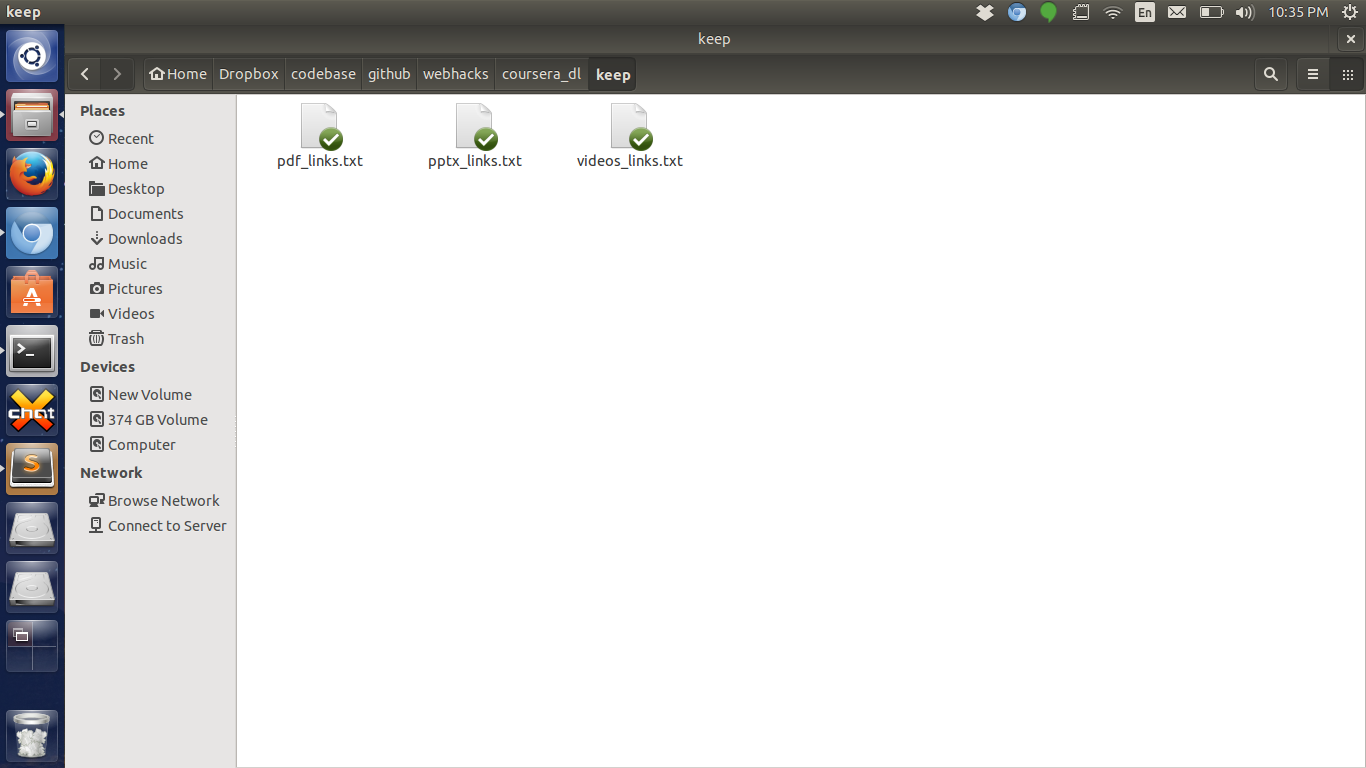 keep
En
10:35 PM
keep
Home Dropbox codebase github webhacks coursera_dl keep
Places
Recent
Home
Desktop
Documents
Downloads
Music
Pictures
Videos
Trash
Devices
New Volume
374 GB Volume
Computer
Network
Browse Network
Connect to Server
pdf_links.txt
pptx_links.txt
videos_links.txt
A
>_
X
chat
S